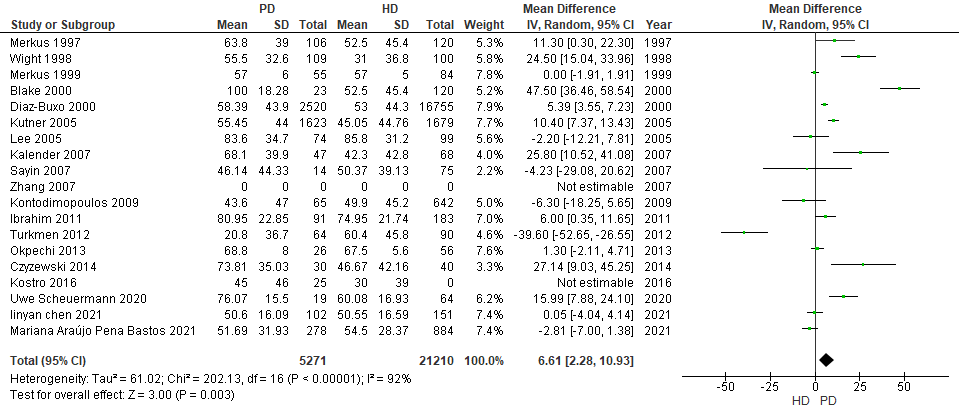 PD HD Mean Difference Mean Difference
Study or Subgroup Mean SD Total Mean SD Total Weight IV, Random, 95% CI Year IV, Random, 95% CI
Merkus 1997 63.8 39 106 52.5 45.4 120 5.3% 11.30 [0.30, 22.30] 1997
Wight 1998 55.5 32.6 109 31 36.8 100 5.8% 24.50 [15.04, 33.96] 1998
Merkus 1999 57 6 55 57 5 84 7.8% 0.00 [-1.91, 1.91] 1999
Blake 2000 100 18.28 23 52.5 45.4 120 5.3% 47.50 [36.46, 58.54] 2000
Diaz-Buxo 2000 58.39 43.9 2520 53 44.3 16755 7.8% 5.39 [3.55, 7.23] 2000
Kutner 2005 55.45 44 1623 45.05 44.76 1679 7.6% 10.40 [7.37, 13.43] 2005
Lee 2005 83.6 34.7 74 85.8 31.2 99 5.6% -2.20 [-12.21, 7.81] 2005
Kalender 2007 68.1 39.9 47 42.3 42.8 68 4.0% 25.80 [10.52, 41.08] 2007
Sayin 2007 46.14 44.33 14 50.37 39.13 75 2.2% -4.23 [-29.08, 20.62] 2007
Zhang 2007 0 0 0 0 0 0 Not estimable 2007
Kontodimopoulos 2009 43.6 47 65 49.9 45.2 642 5.0% -6.30 [-18.25, 5.65] 2009
Ibrahim 2011 80.95 22.85 91 74.95 21.74 183 7.0% 6.00 [0.35, 11.65] 2011
Turkmen 2012 20.8 36.7 64 60.4 45.8 90 4.7% -39.60 [-52.65, -26.55] 2012
Okpechi 2013 68.8 8 26 67.5 5.6 56 7.5% 1.30 [-2.11, 4.71] 2013
Czyzewski 2014 73.81 35.03 30 46.67 42.16 40 3.3% 27.14 [9.03, 45.25] 2014
Kostro 2016 45 46 25 30 39 0 Not estimable 2016
Uwe Scheuermann 2020 76.07 15.5 19 60.08 16.93 64 6.2% 15.99 [7.88, 24.10] 2020
linyan chen 2021 50.6 16.09 102 50.55 16.59 151 7.4% 0.05 [-4.04, 4.14] 2021
Mariana Araújo Pena Bastos 2021 51.69 31.93 278 54.5 28.37 884 7.4% -2.81 [-7.00, 1.38] 2021
Total (95% CI) 5271 21210 100.0% 6.61 [2.28, 10.93]
Heterogeneity: Tau² = 61.02; Chi² = 202.13, df = 16 (P < 0.00001); I² = 92%
Test for overall effect: Z = 3.00 (P = 0.003)
-50 -25 0 25 50
HD PD